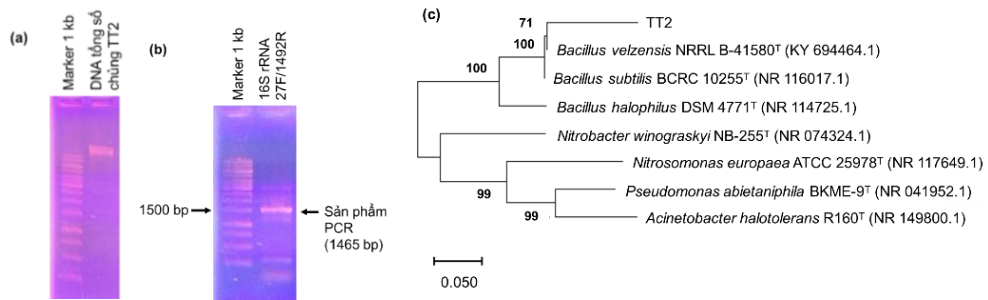 (a)
Marker 1 kb
DNA tổng số
chủng TT2
(b)
Marker 1 kb
16S rRNA
27F/1492R
1500 bp
Sản phẩm
PCR
(1465 bp)
(c)
71
TT2
100
Bacillus velzensis NRRL B-41580ᵀ (KY 694464.1)
100
Bacillus subtilis BCRC 10255ᵀ (NR 116017.1)
Bacillus halophilus DSM 4771ᵀ (NR 114725.1)
Nitrobacter winograskyi NB-255ᵀ (NR 074324.1)
Nitrosomonas europaea ATCC 25978ᵀ (NR 117649.1)
99
Pseudomonas abietaniphila BKME-9ᵀ (NR 041952.1)
99
Acinetobacter halotolerans R160ᵀ (NR 149800.1)
0.050